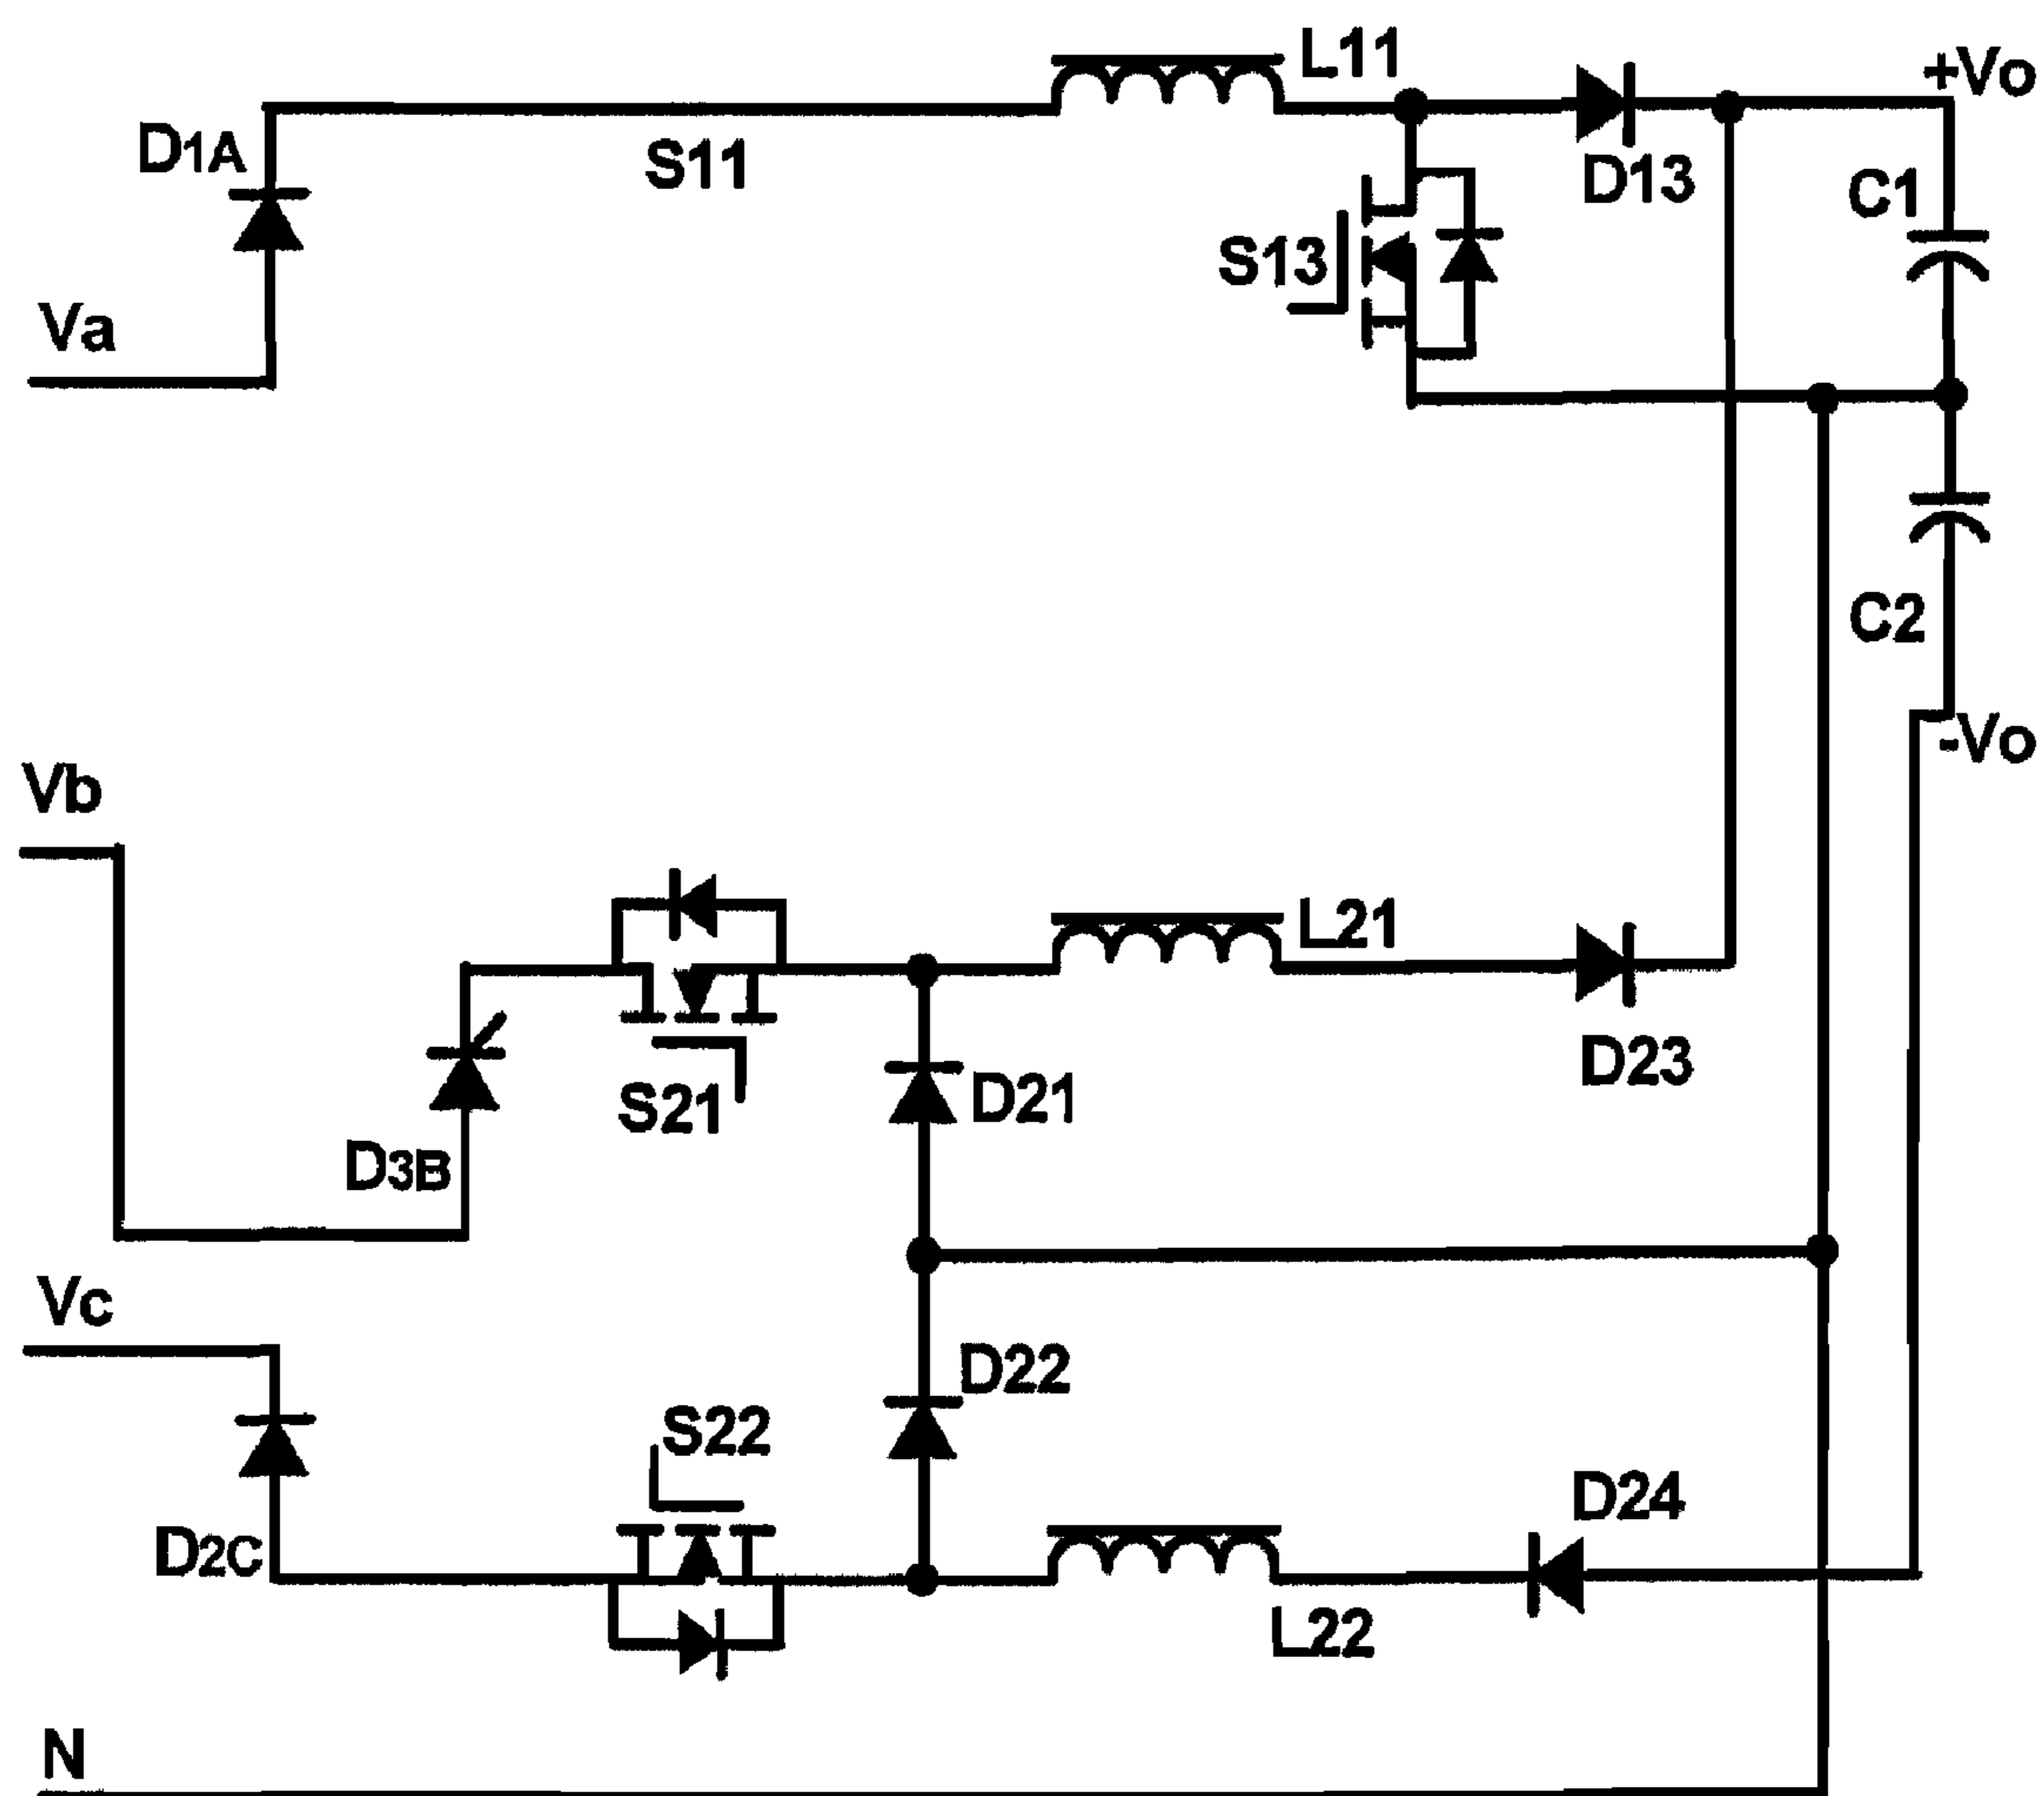 L11
+Vo
D1A
S11
D13
C1
S13
Va
C2
-Vo
Vb
L21
D23
D21
S21
D3B
Vc
D22
S22
D24
D2C
L22
N